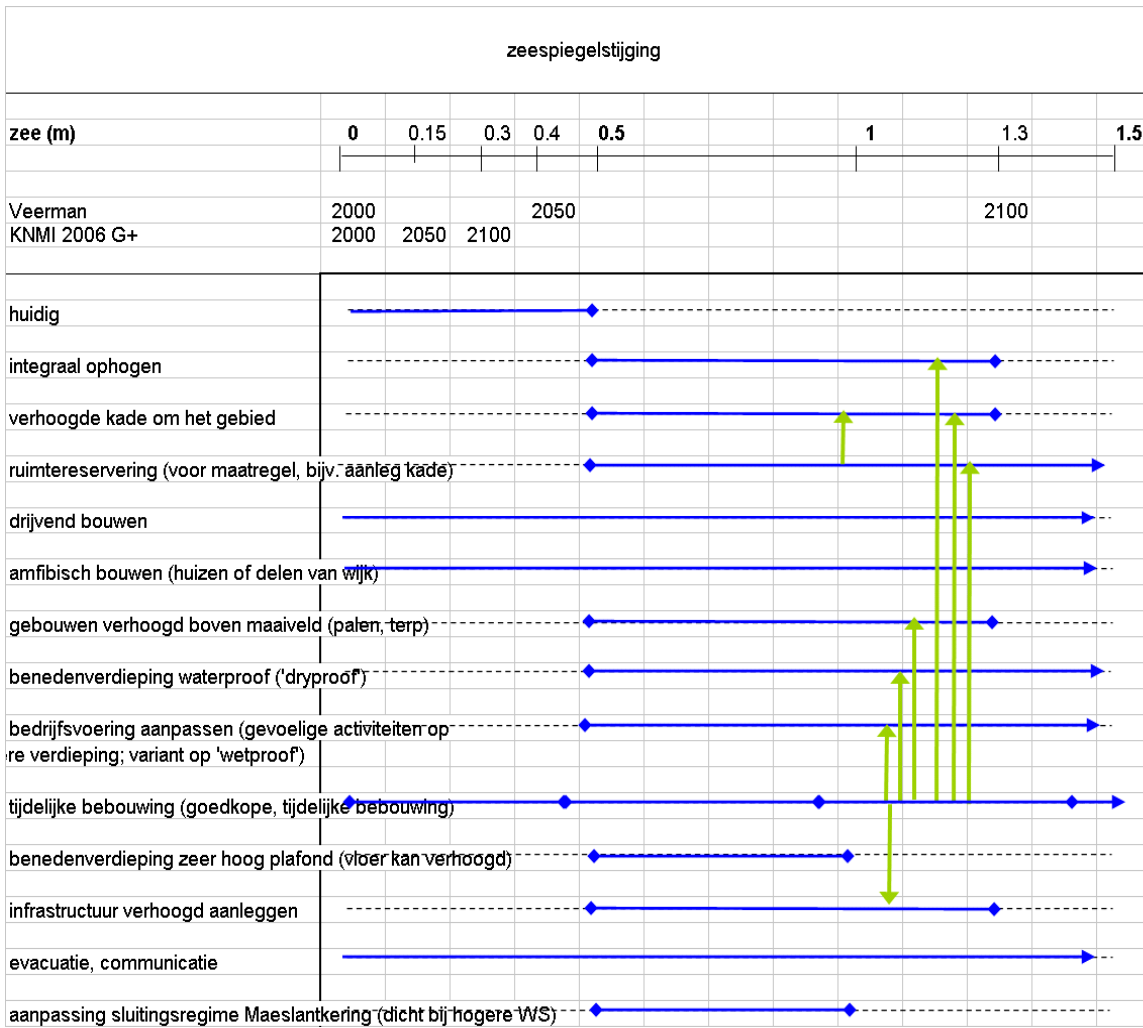 zeespiegelstijging
zee (m) 0 0.15 0.3 0.4 0.5 1 1.3 1.5
Veerman 2000 2050 2100
KNMI 2006 G+ 2000 2050 2100
huidig
integraal ophogen
verhoogde kade om het gebied
ruimtereservering (voor maatregel, bijv. aanleg kade)
drijvend bouwen
amfibisch bouwen (huizen of delen van wijk)
gebouwen verhoogd boven maaiveld (palen, terp)
benedenverdieping waterproof ('dryproof')
bedrijfsvoering aanpassen (gevoelige activiteiten op
re verdieping; variant op 'wetproof')
tijdelijke bebouwing (goedkope, tijdelijke bebouwing)
benedenverdieping zeer hoog plafond (vloer kan verhoogd)
infrastructuur verhoogd aanleggen
evacuatie, communicatie
aanpassing sluitingsregime Maeslantkering (dicht bij hogere WS)